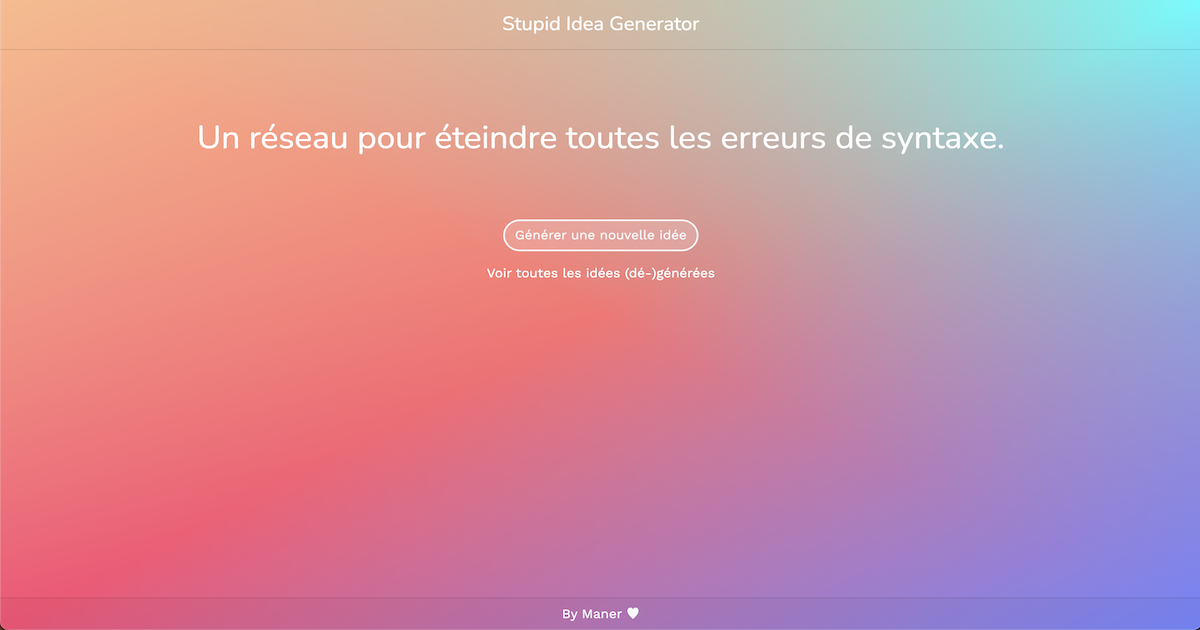 Stupid Idea Generator
Un réseau pour éteindre toutes les erreurs de syntaxe.
Générer une nouvelle idée
Voir toutes les idées (dé-)générées
By Maner ♥